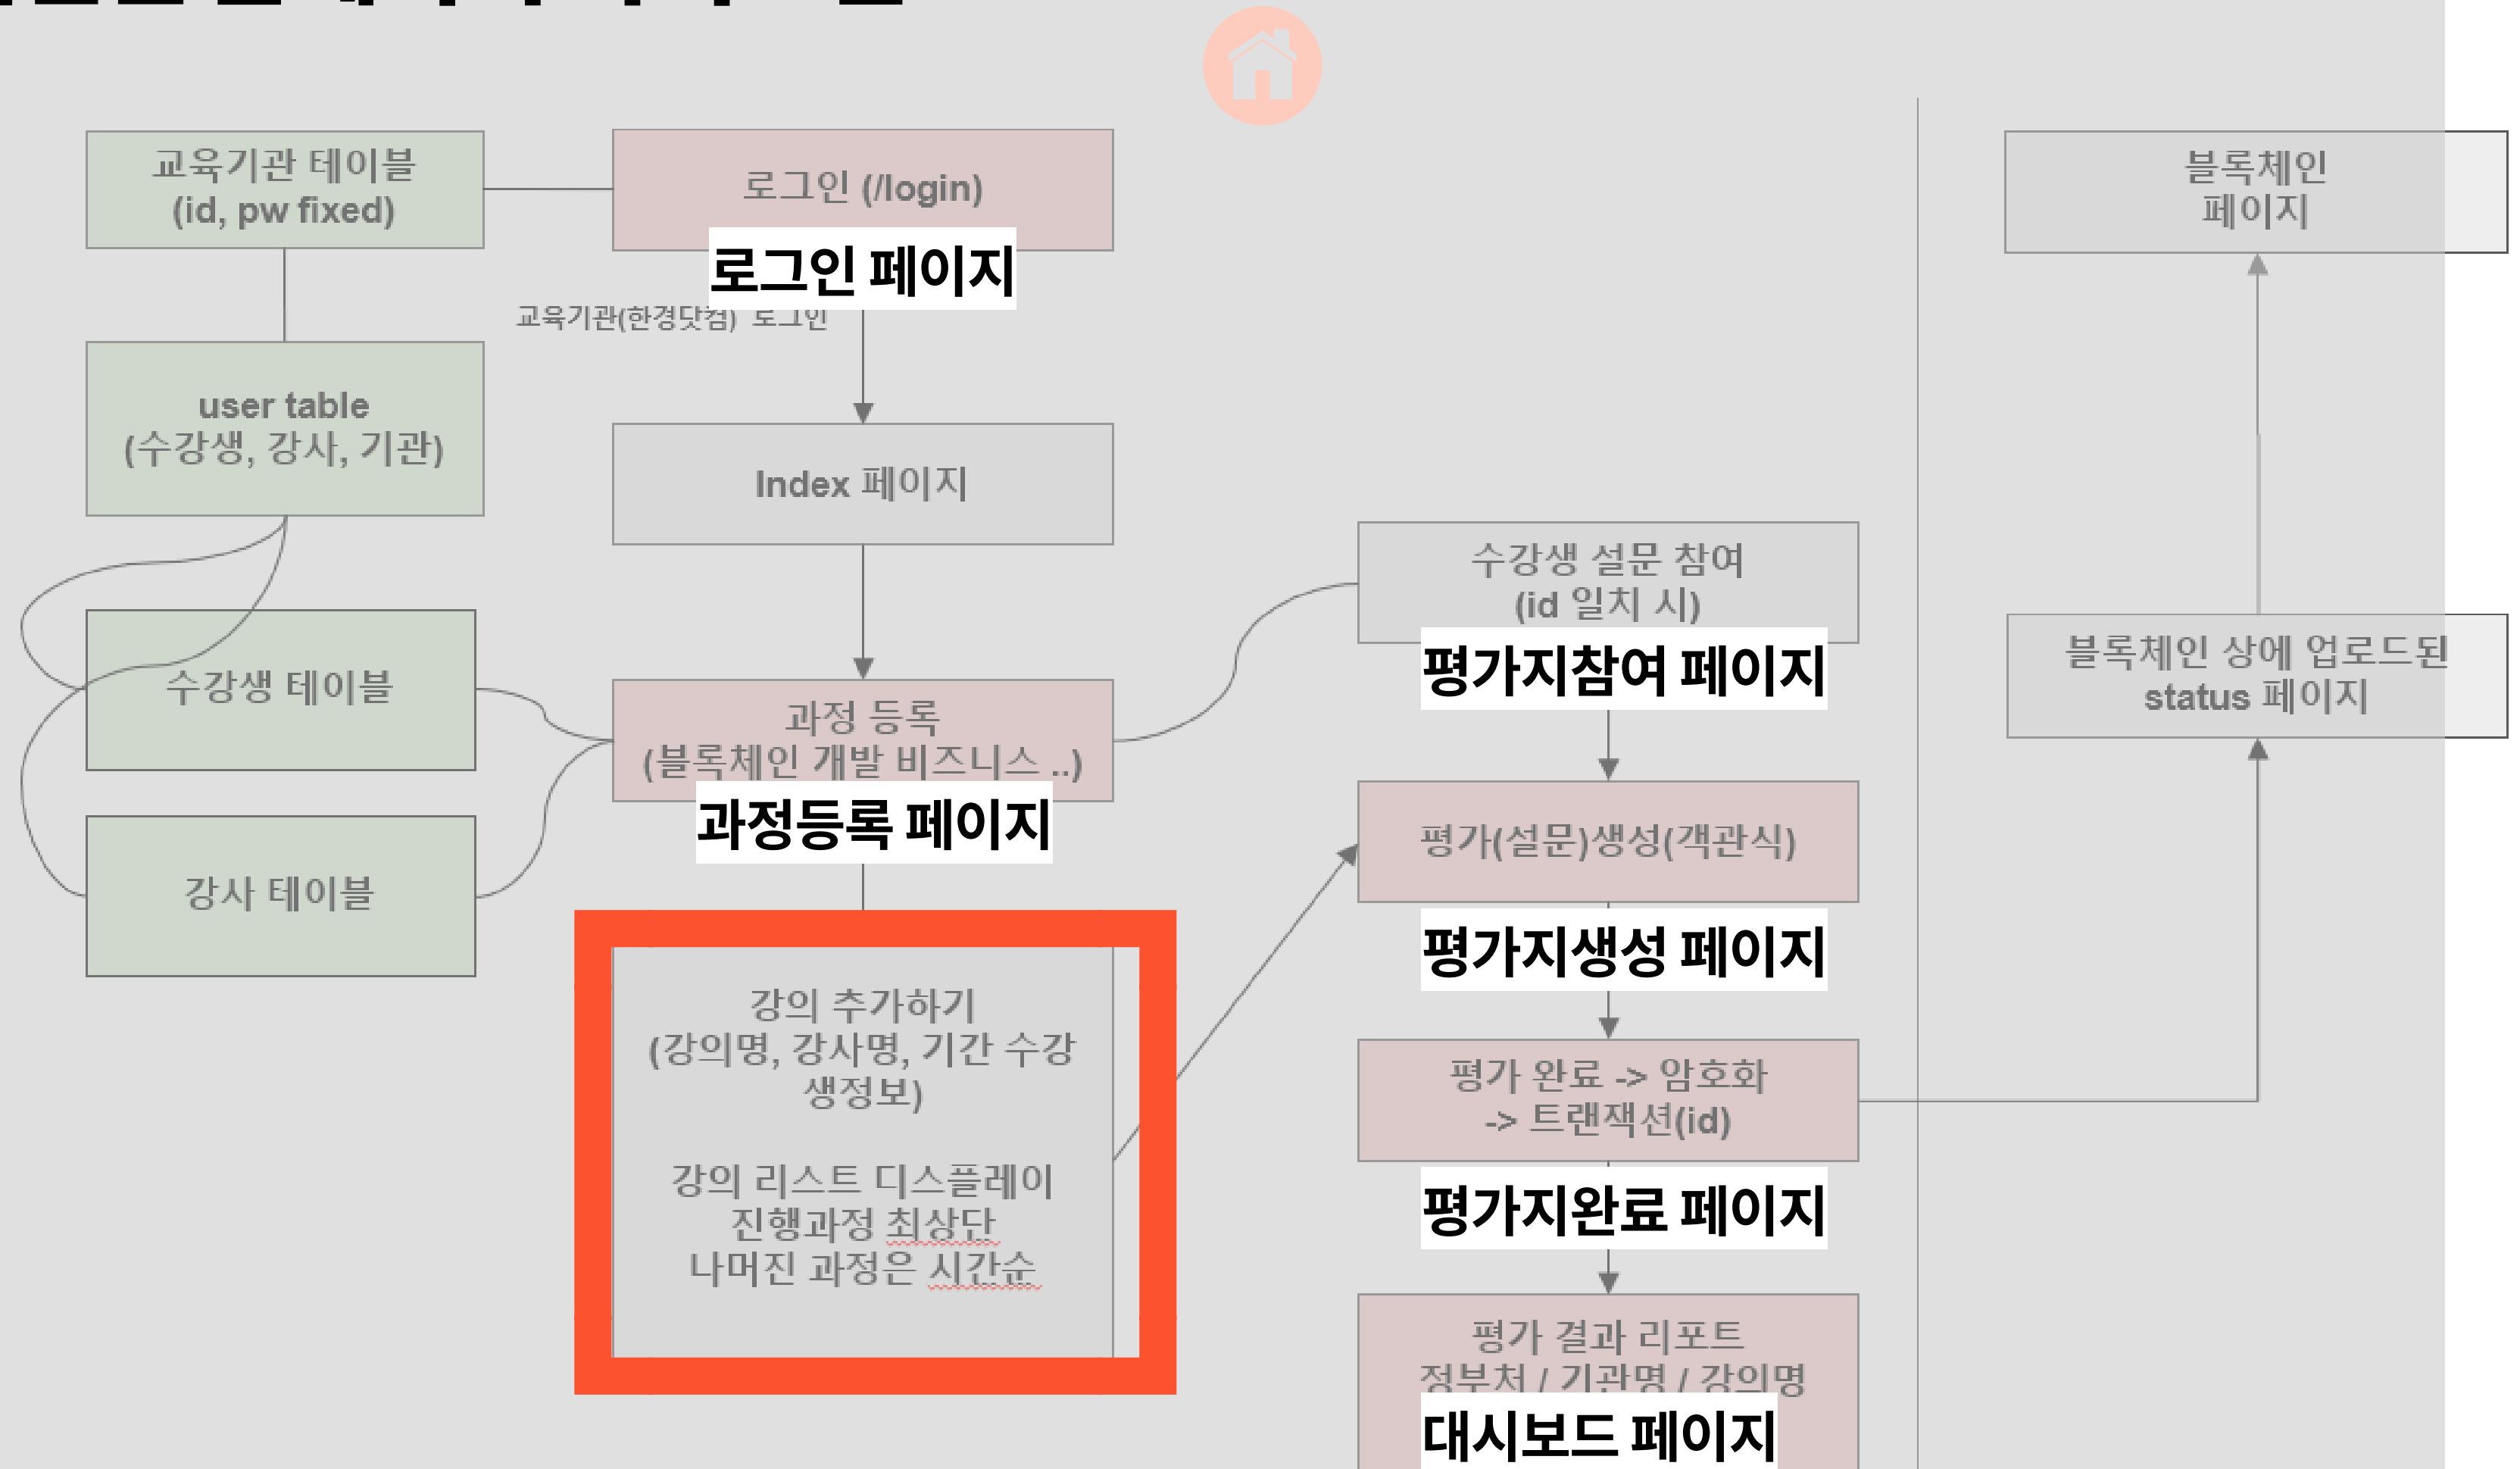 교육기관 테이블
(id, pw fixed)
로그인 (/login)
로그인 페이지
교육기관(한경닷컴) 로그인
user table
(수강생, 강사, 기관)
Index 페이지
수강생 테이블
강사 테이블
과정 등록
(블록체인 개발 비즈니스 ..)
과정등록 페이지
강의 추가하기
(강의명, 강사명, 기간 수강
생정보)
강의 리스트 디스플레이
진행과정 최상단
나머진 과정은 시간순
수강생 설문 참여
(id 일치 시)
평가지참여 페이지
평가(설문)생성(객관식)
평가지생성 페이지
평가 완료 -> 암호화
-> 트랜잭션(id)
평가지완료 페이지
평가 결과 리포트
정부처 / 기관명 / 강의명
대시보드 페이지
블록체인
페이지
블록체인 상에 업로드된
status 페이지